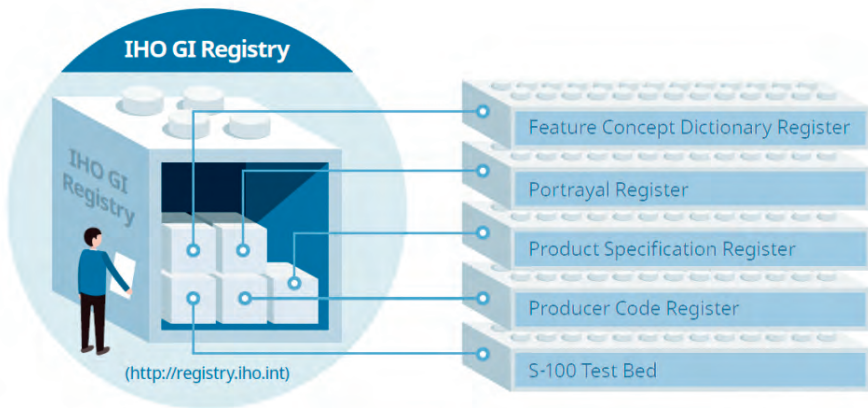 IHO GI Registry
IHO GI
Registry
(http://registry.iho.int)
Feature Concept Dictionary Register
Portrayal Register
Product Specification Register
Producer Code Register
S-100 Test Bed